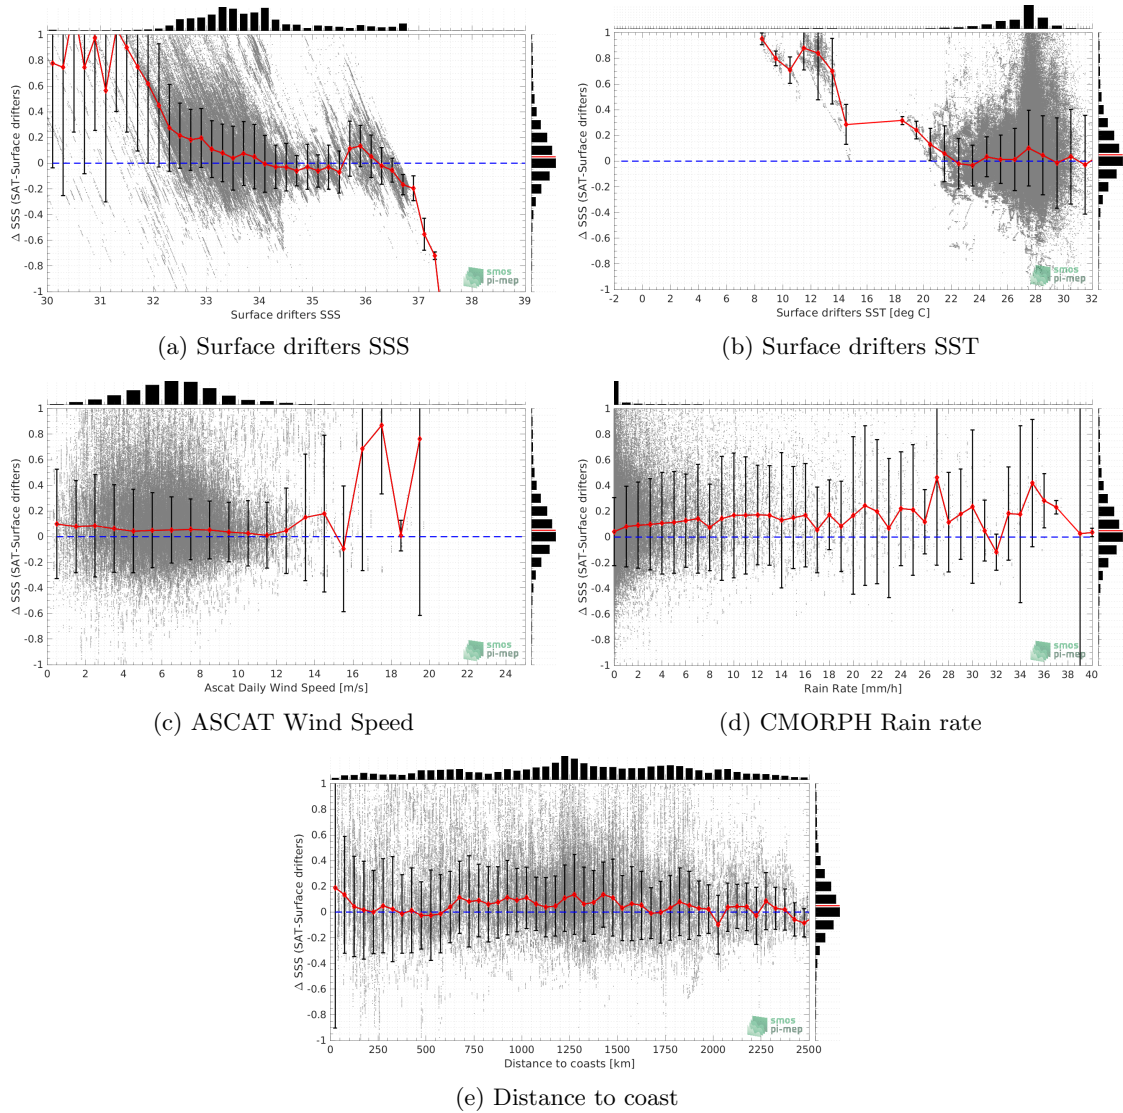 1
0.8
0.6
0.4
0.2
0
-0.2
-0.4
-0.6
-0.8
-1
Δ SSS (SAT-Surface drifters)
30 31 32 33 34 35 36 37 38 39
Surface drifters SSS
smos
pi-mep
(a) Surface drifters SSS
1
0.8
0.6
0.4
0.2
0
-0.2
-0.4
-0.6
-0.8
-1
Δ SSS (SAT-Surface drifters)
-2 0 2 4 6 8 10 12 14 16 18 20 22 24 26 28 30 32
Surface drifters SST [deg C]
smos
pi-mep
(b) Surface drifters SST
1
0.8
0.6
0.4
0.2
0
-0.2
-0.4
-0.6
-0.8
-1
Δ SSS (SAT-Surface drifters)
0 2 4 6 8 10 12 14 16 18 20 22 24
Ascat Daily Wind Speed [m/s]
smos
pi-mep
(c) ASCAT Wind Speed
1
0.8
0.6
0.4
0.2
0
-0.2
-0.4
-0.6
-0.8
-1
Δ SSS (SAT-Surface drifters)
0 2 4 6 8 10 12 14 16 18 20 22 24 26 28 30 32 34 36 38 40
Rain Rate [mm/h]
smos
pi-mep
(d) CMORPH Rain rate
1
0.8
0.6
0.4
0.2
0
-0.2
-0.4
-0.6
-0.8
-1
Δ SSS (SAT-Surface drifters)
0 250 500 750 1000 1250 1500 1750 2000 2250 2500
Distance to coasts [km]
smos
pi-mep
(e) Distance to coast